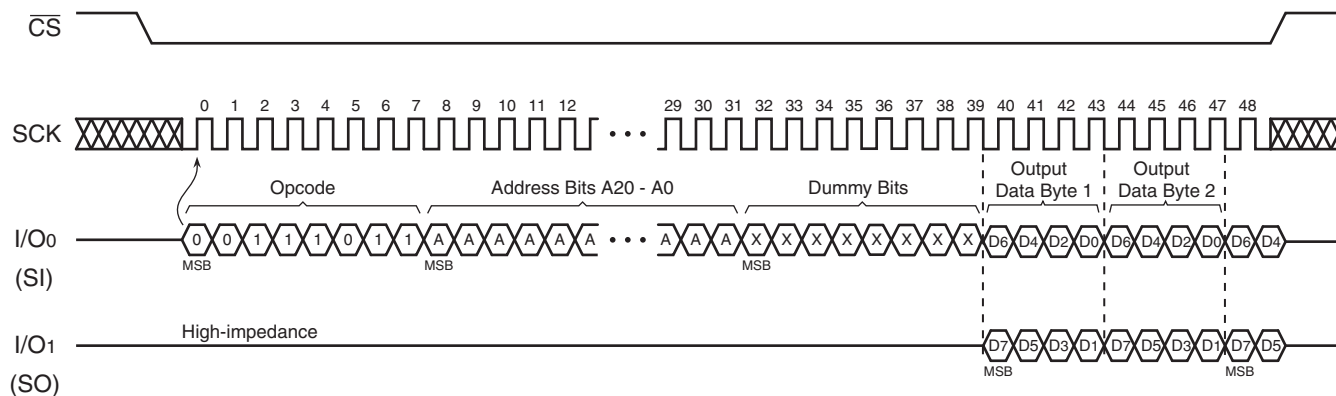 CS
0 1 2 3 4 5 6 7 8 9 10 11 12 29 30 31 32 33 34 35 36 37 38 39 40 41 42 43 44 45 46 47 48
SCK
Opcode Address Bits A20 - A0 Dummy Bits Output Data Byte 1 Output Data Byte 2
I/O0 (SI)
0 0 1 1 1 0 1 1 A A A A A A A A A X X X X X X X X D6 D4 D2 D0 D6 D4 D2 D0 D6 D4
MSB MSB MSB
High-impedance
I/O1 (SO)
D7 D5 D3 D1 D7 D5 D3 D1 D7 D5
MSB MSB